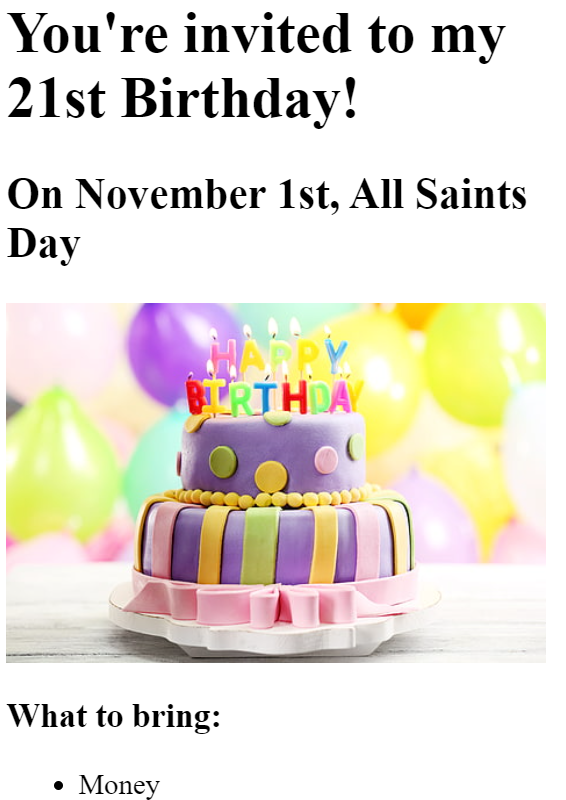 You're invited to my
21st Birthday!
On November 1st, All Saints
Day
HAPPY
BIRTHDAY
What to bring:
Money